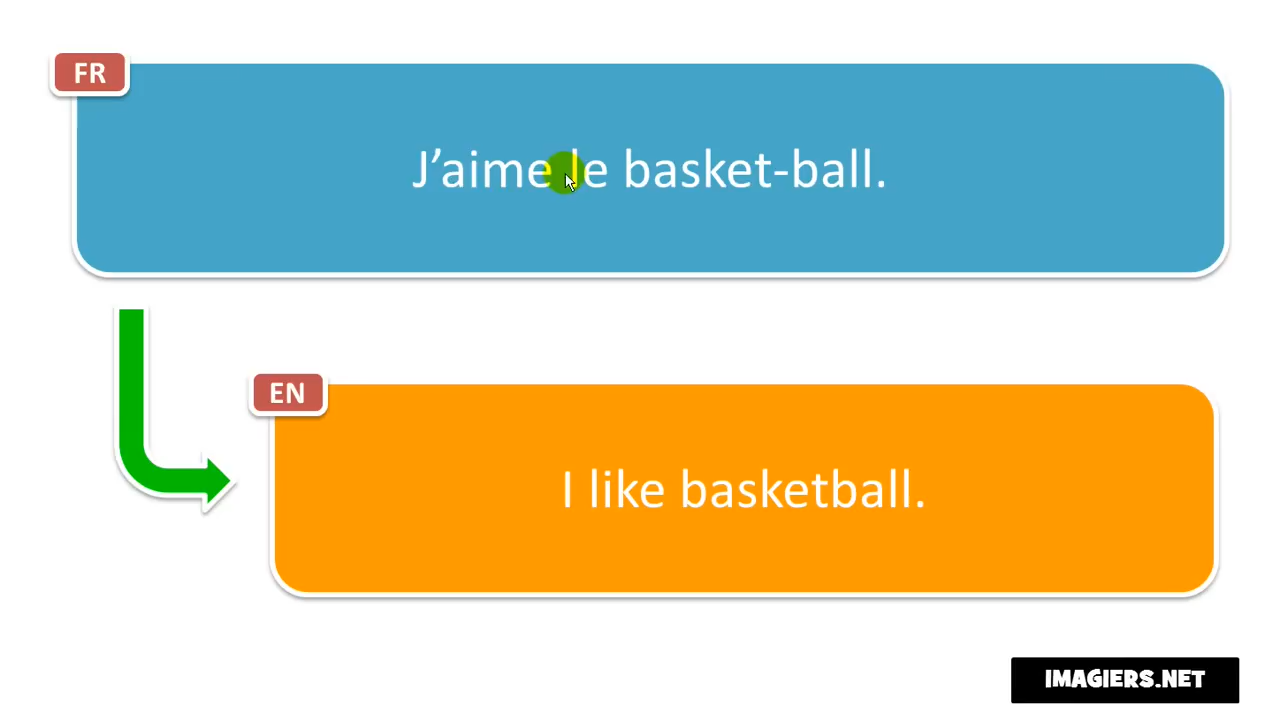 FR
J’aime le basket-ball.
EN
I like basketball.
IMAGIERS.NET